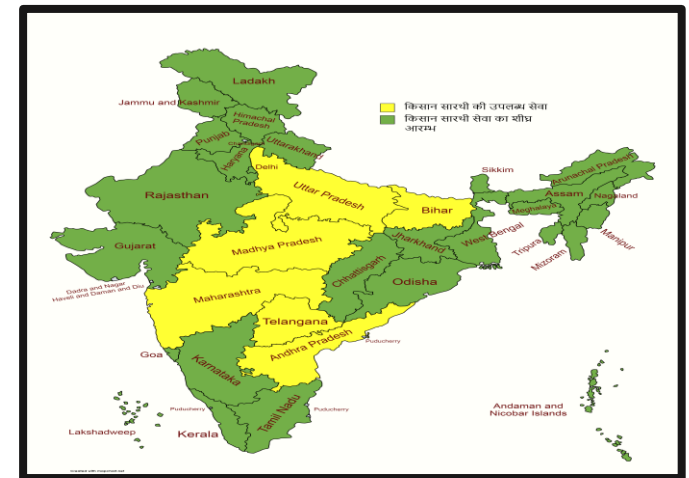 Ladakh
Jammu and Kashmir
किसान सारथी की उपलब्ध सेवा
किसान सारथी सेवा का शीघ्र
आरम्भ
Himachal
Pradesh
Punjab
Uttarakhand
Haryana
Delhi
Sikkim
Arunachal Pradesh
Uttar Pradesh
Assam
Nagaland
Rajasthan
Bihar
Meghalaya
Manipur
Tripura
Mizoram
West Bengal
Jharkhand
Gujarat
Madhya Pradesh
Chhattisgarh
Odisha
Dadra and Nagar
Haveli and Daman and Diu
Maharashtra
Telangana
Andhra Pradesh
Puducherry
Goa
Karnataka
Andaman and
Nicobar Islands
Puducherry
Puducherry
Tamil Nadu
Lakshadweep
Kerala